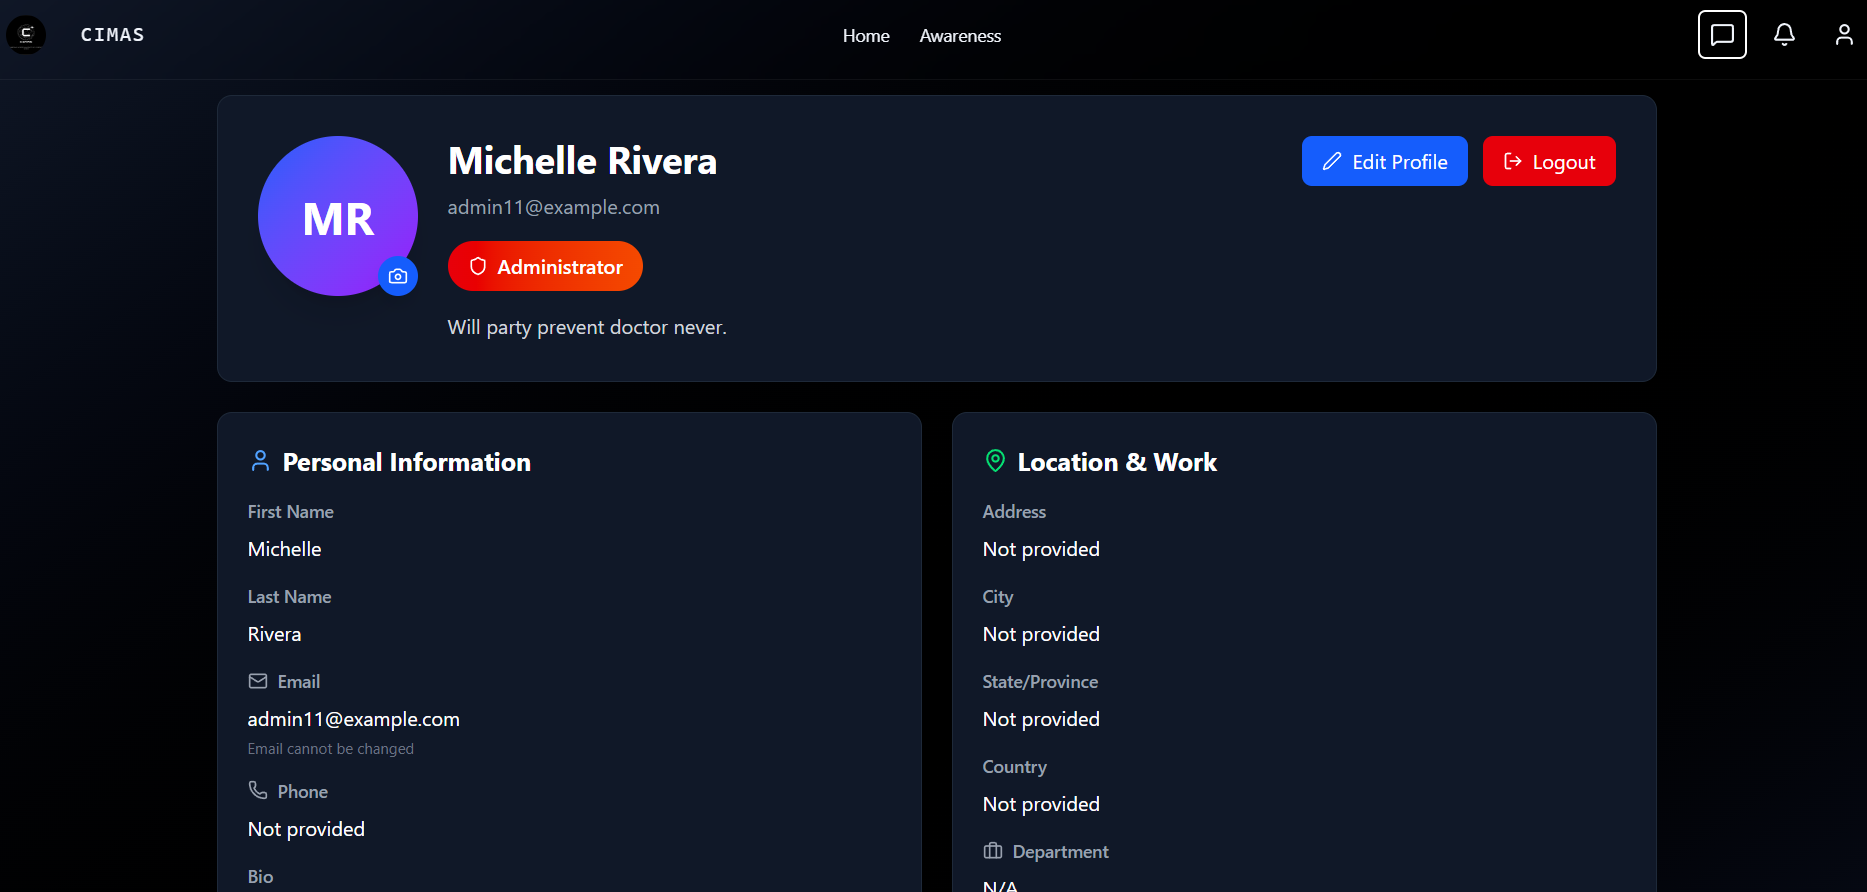 C
CIMAS
Home
Awareness
MR
Michelle Rivera
admin11@example.com
Administrator
Will party prevent doctor never.
Edit Profile
Logout
Personal Information
First Name
Michelle
Last Name
Rivera
Email
admin11@example.com
Email cannot be changed
Phone
Not provided
Bio
Location & Work
Address
Not provided
City
Not provided
State/Province
Not provided
Country
Not provided
Department
N/A